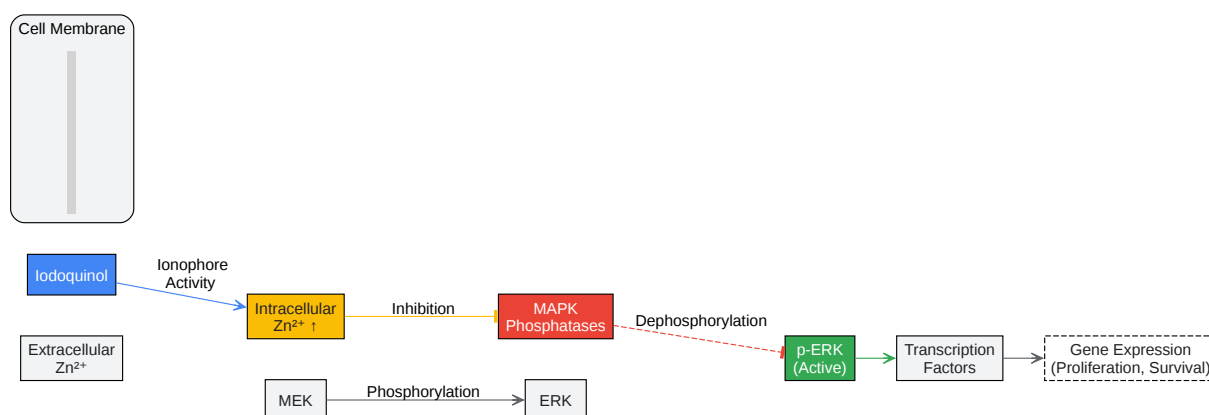 Cell Membrane
Iodoquinol
Ionophore
Activity
Intracellular
Zn²⁺ ↑
Inhibition
MAPK
Phosphatases
Dephosphorylation
Extracellular
Zn²⁺
p-ERK
(Active)
Transcription
Factors
Gene Expression
(Proliferation, Survival)
MEK
Phosphorylation
ERK